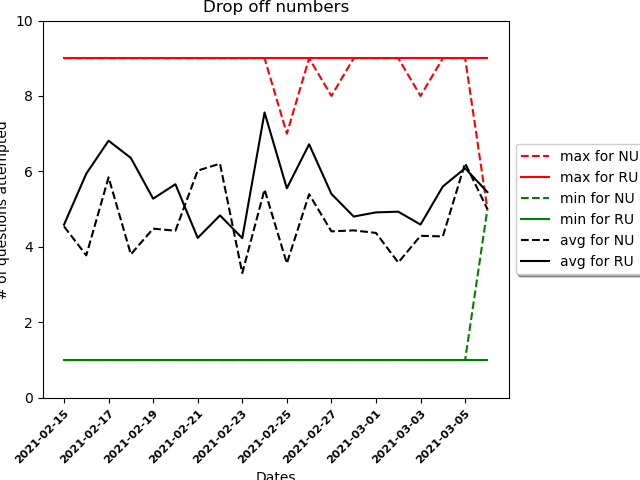 Drop off numbers
# of questions attempted
10
8
6
4
2
0
2021-02-15
2021-02-17
2021-02-19
2021-02-21
2021-02-23
2021-02-25
2021-02-27
2021-03-01
2021-03-03
2021-03-05
Dates
max for NU
max for RU
min for NU
min for RU
avg for NU
avg for RU